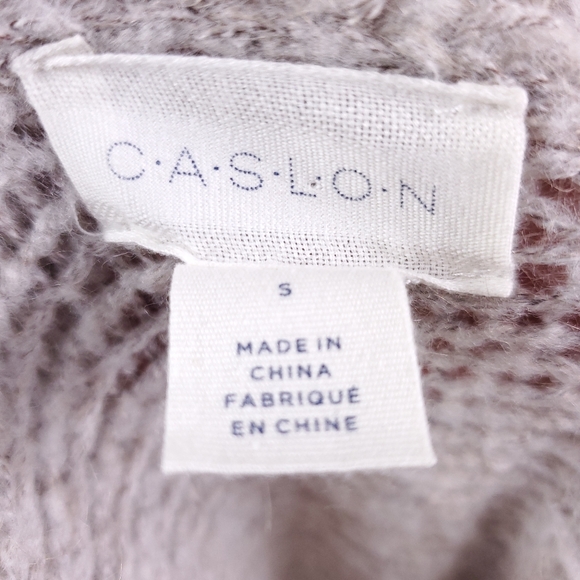 C·A·S·L·O·N
S
MADE IN
CHINA
FABRIQUÉ
EN CHINE